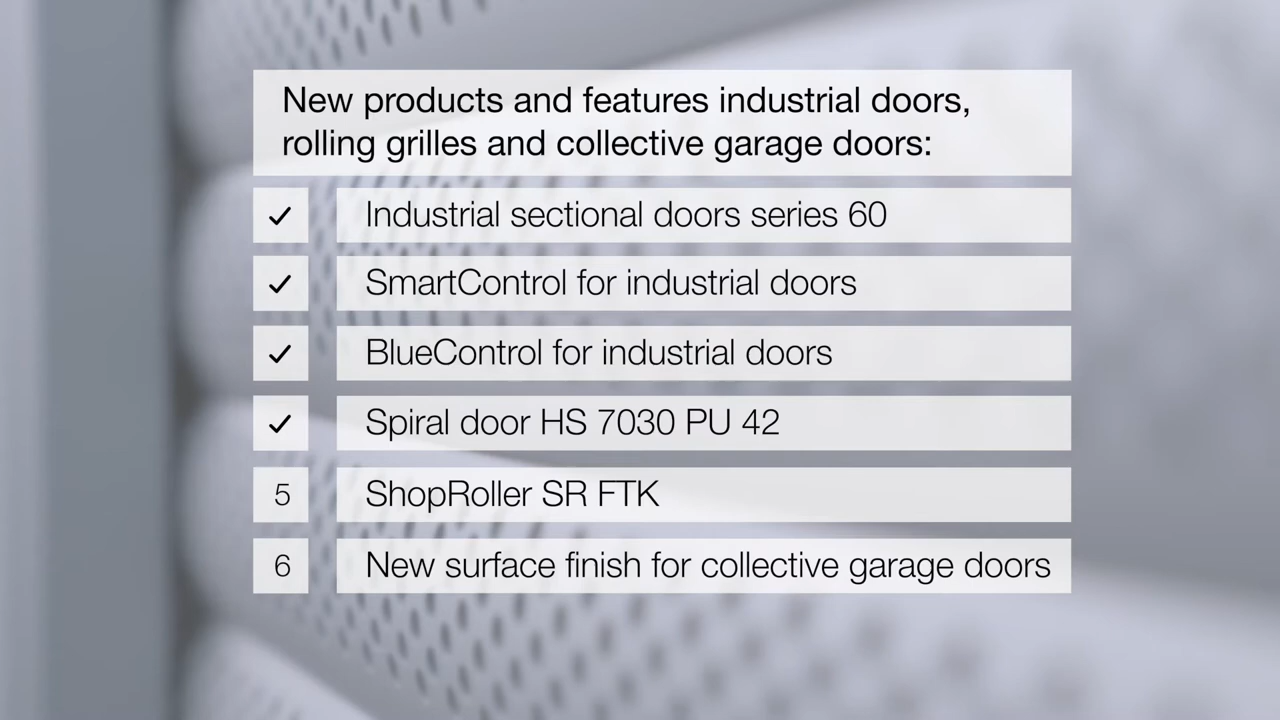 New products and features industrial doors,
rolling grilles and collective garage doors:
✓ Industrial sectional doors series 60
✓ SmartControl for industrial doors
✓ BlueControl for industrial doors
✓ Spiral door HS 7030 PU 42
5 ShopRoller SR FTK
6 New surface finish for collective garage doors